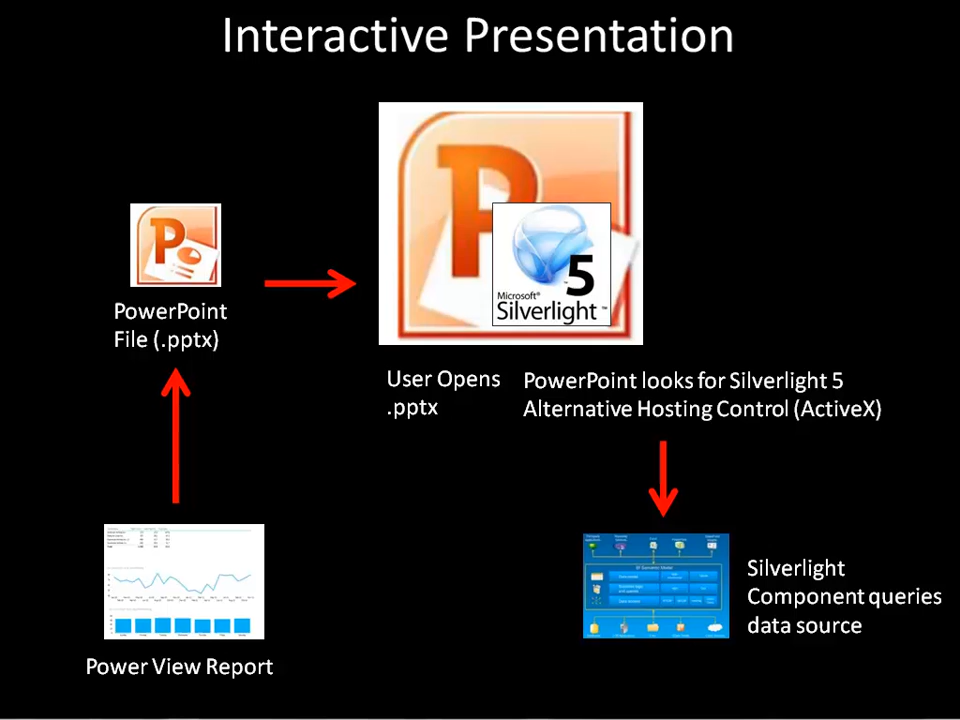 Interactive Presentation
5
Microsoft®
Silverlight™
PowerPoint
File (.pptx)
User Opens
.pptx
PowerPoint looks for Silverlight 5
Alternative Hosting Control (ActiveX)
Silverlight
Component queries
data source
Power View Report